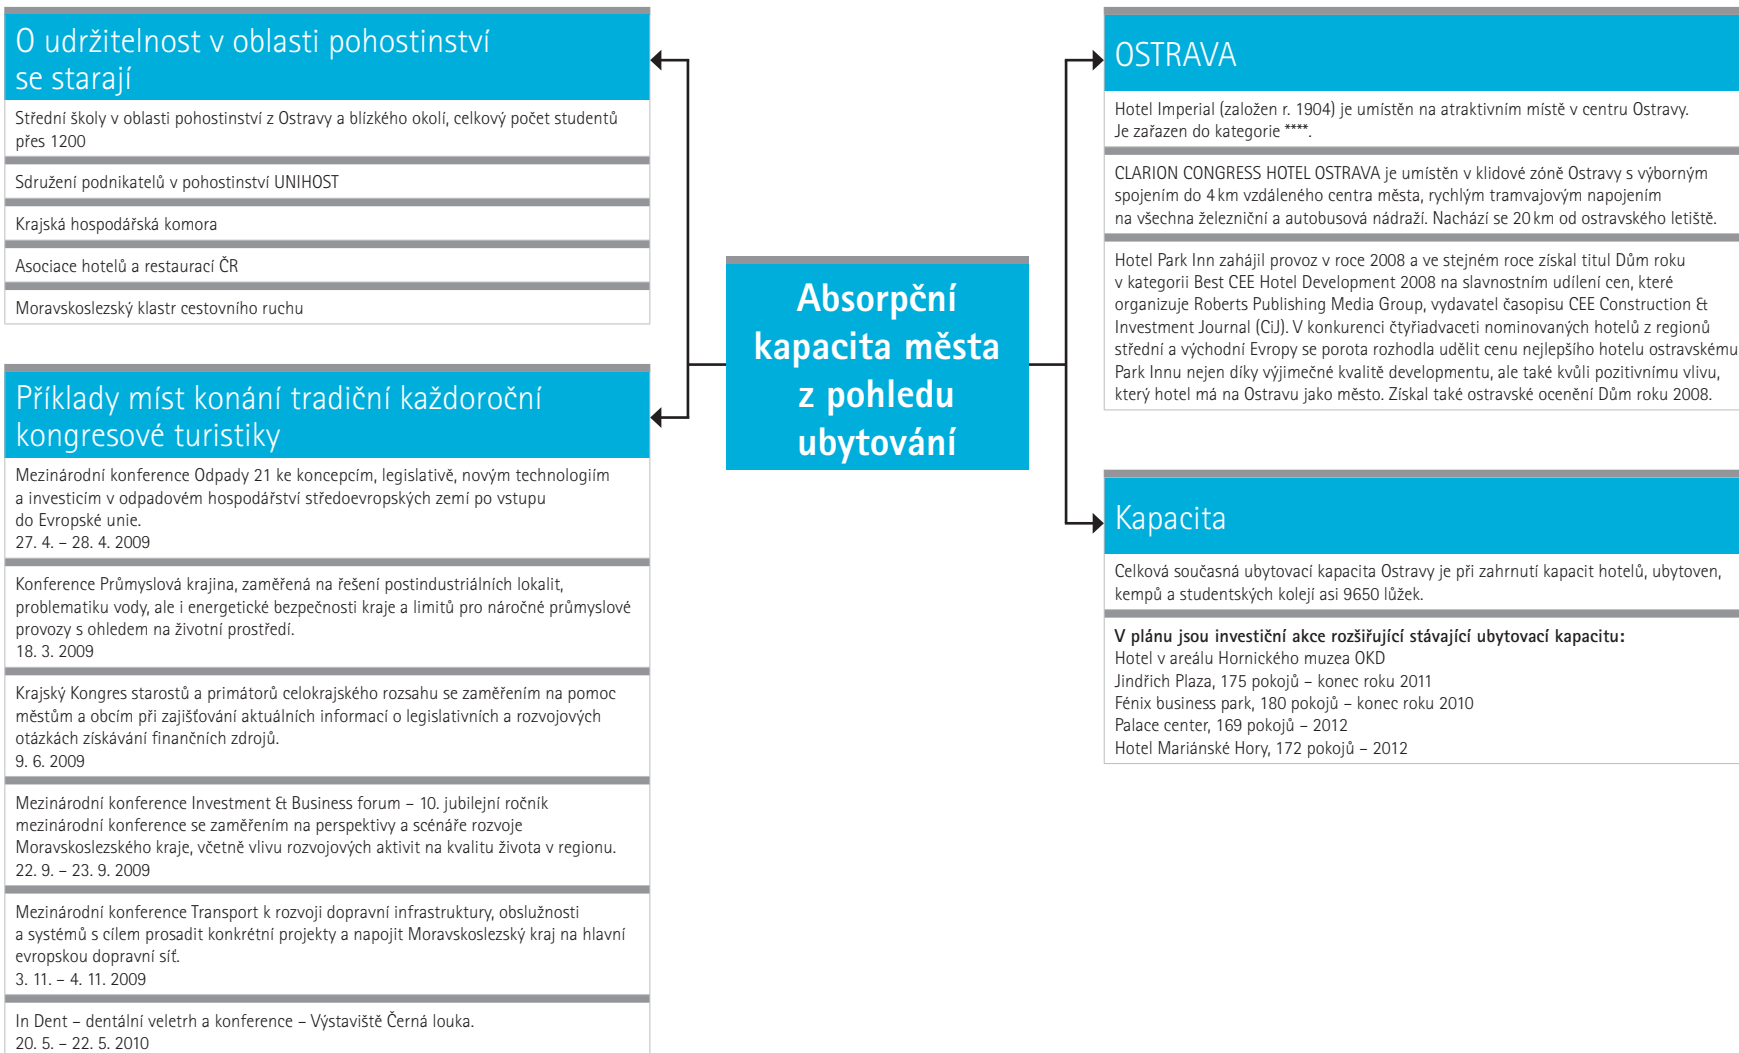 O udržitelnost v oblasti pohostinství
se starají
Střední školy v oblasti pohostinství z Ostravy a blízkého okolí, celkový počet studentů
přes 1200
Sdružení podnikatelů v pohostinství UNIHOST
Krajská hospodářská komora
Asociace hotelů a restaurací ČR
Moravskoslezský klastr cestovního ruchu
Příklady míst konání tradiční každoroční
kongresové turistiky
Mezinárodní konference Odpady 21 ke koncepcím, legislativě, novým technologiím
a investicím v odpadovém hospodářství středoevropských zemí po vstupu
do Evropské unie.
27. 4. – 28. 4. 2009
Konference Průmyslová krajina, zaměřená na řešení postindustriálních lokalit,
problematiku vody, ale i energetické bezpečnosti kraje a limitů pro náročné průmyslové
provozy s ohledem na životní prostředí.
18. 3. 2009
Krajský Kongres starostů a primátorů celokrajského rozsahu se zaměřením na pomoc
městům a obcím při zajišťování aktuálních informací o legislativních a rozvojových
otázkách získávání finančních zdrojů.
9. 6. 2009
Mezinárodní konference Investment & Business forum – 10. jubilejní ročník
mezinárodní konference se zaměřením na perspektivy a scénáře rozvoje
Moravskoslezského kraje, včetně vlivu rozvojových aktivit na kvalitu života v regionu.
22. 9. – 23. 9. 2009
Mezinárodní konference Transport k rozvoji dopravní infrastruktury, obslužnosti
a systémů s cílem prosadit konkrétní projekty a napojit Moravskoslezský kraj na hlavní
evropskou dopravní síť.
3. 11. – 4. 11. 2009
In Dent – dentální veletrh a konference – Výstaviště Černá louka.
20. 5. – 22. 5. 2010
Absorpční
kapacita města
z pohledu
ubytování
OSTRAVA
Hotel Imperial (založen r. 1904) je umístěn na atraktivním místě v centru Ostravy.
Je zařazen do kategorie ****.
CLARION CONGRESS HOTEL OSTRAVA je umístěn v klidové zóně Ostravy s výborným
spojením do 4 km vzdáleného centra města, rychlým tramvajovým napojením
na všechna železniční a autobusová nádraží. Nachází se 20 km od ostravského letiště.
Hotel Park Inn zahájil provoz v roce 2008 a ve stejném roce získal titul Dům roku
v kategorii Best CEE Hotel Development 2008 na slavnostním udílení cen, které
organizuje Roberts Publishing Media Group, vydavatel časopisu CEE Construction &
Investment Journal (CiJ). V konkurenci čtyřiadvaceti nominovaných hotelů z regionů
střední a východní Evropy se porota rozhodla udělit cenu nejlepšího hotelu ostravskému
Park Innu nejen díky výjimečné kvalitě developmentu, ale také kvůli pozitivnímu vlivu,
který hotel má na Ostravu jako město. Získal také ostravské ocenění Dům roku 2008.
Kapacita
Celková současná ubytovací kapacita Ostravy je při zahrnutí kapacit hotelů, ubytoven,
kempů a studentských kolejí asi 9650 lůžek.
V plánu jsou investiční akce rozšiřující stávající ubytovací kapacitu:
Hotel v areálu Hornického muzea OKD
Jindřich Plaza, 175 pokojů – konec roku 2011
Fénix business park, 180 pokojů – konec roku 2010
Palace center, 169 pokojů – 2012
Hotel Mariánské Hory, 172 pokojů – 2012